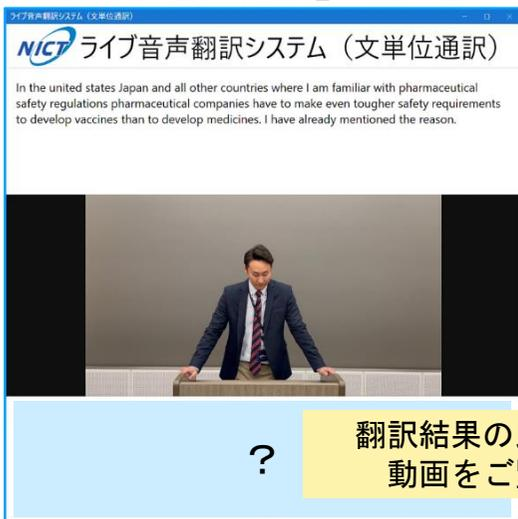 ライブ音声翻訳システム（文単位通訳）
NICT ライブ音声翻訳システム（文単位通訳）
In the united states Japan and all other countries where I am familiar with pharmaceutical
safety regulations pharmaceutical companies have to make even tougher safety requirements
to develop vaccines than to develop medicines. I have already mentioned the reason.
?
翻訳結果の
動画をご